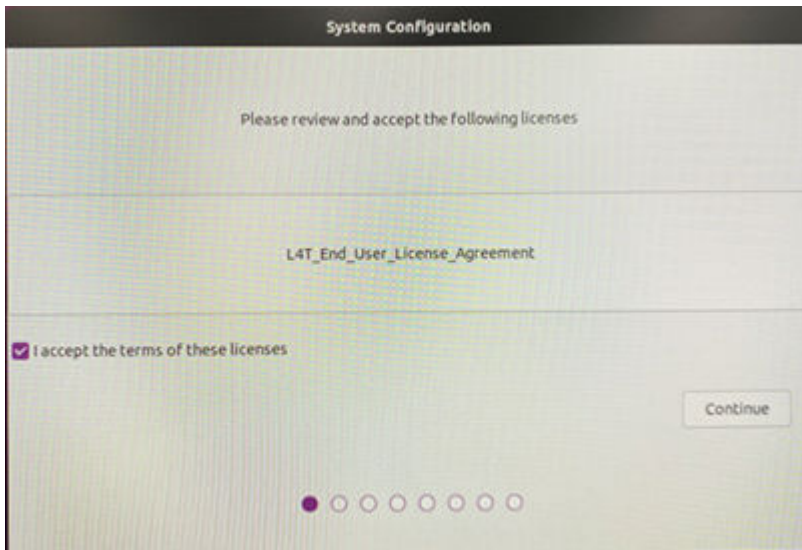 System Configuration
Please review and accept the following licenses
L4T_End_User_License_Agreement
I accept the terms of these licenses
Continue